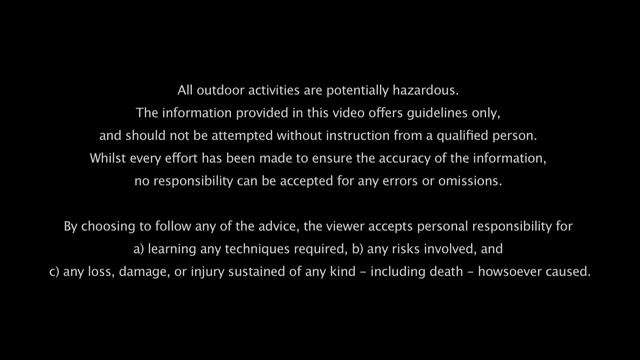 All outdoor activities are potentially hazardous.
The information provided in this video offers guidelines only,
and should not be attempted without instruction from a qualified person.
Whilst every effort has been made to ensure the accuracy of the information,
no responsibility can be accepted for any errors or omissions.
By choosing to follow any of the advice, the viewer accepts personal responsibility for
a) learning any techniques required, b) any risks involved, and
c) any loss, damage, or injury sustained of any kind – including death – howsoever caused.